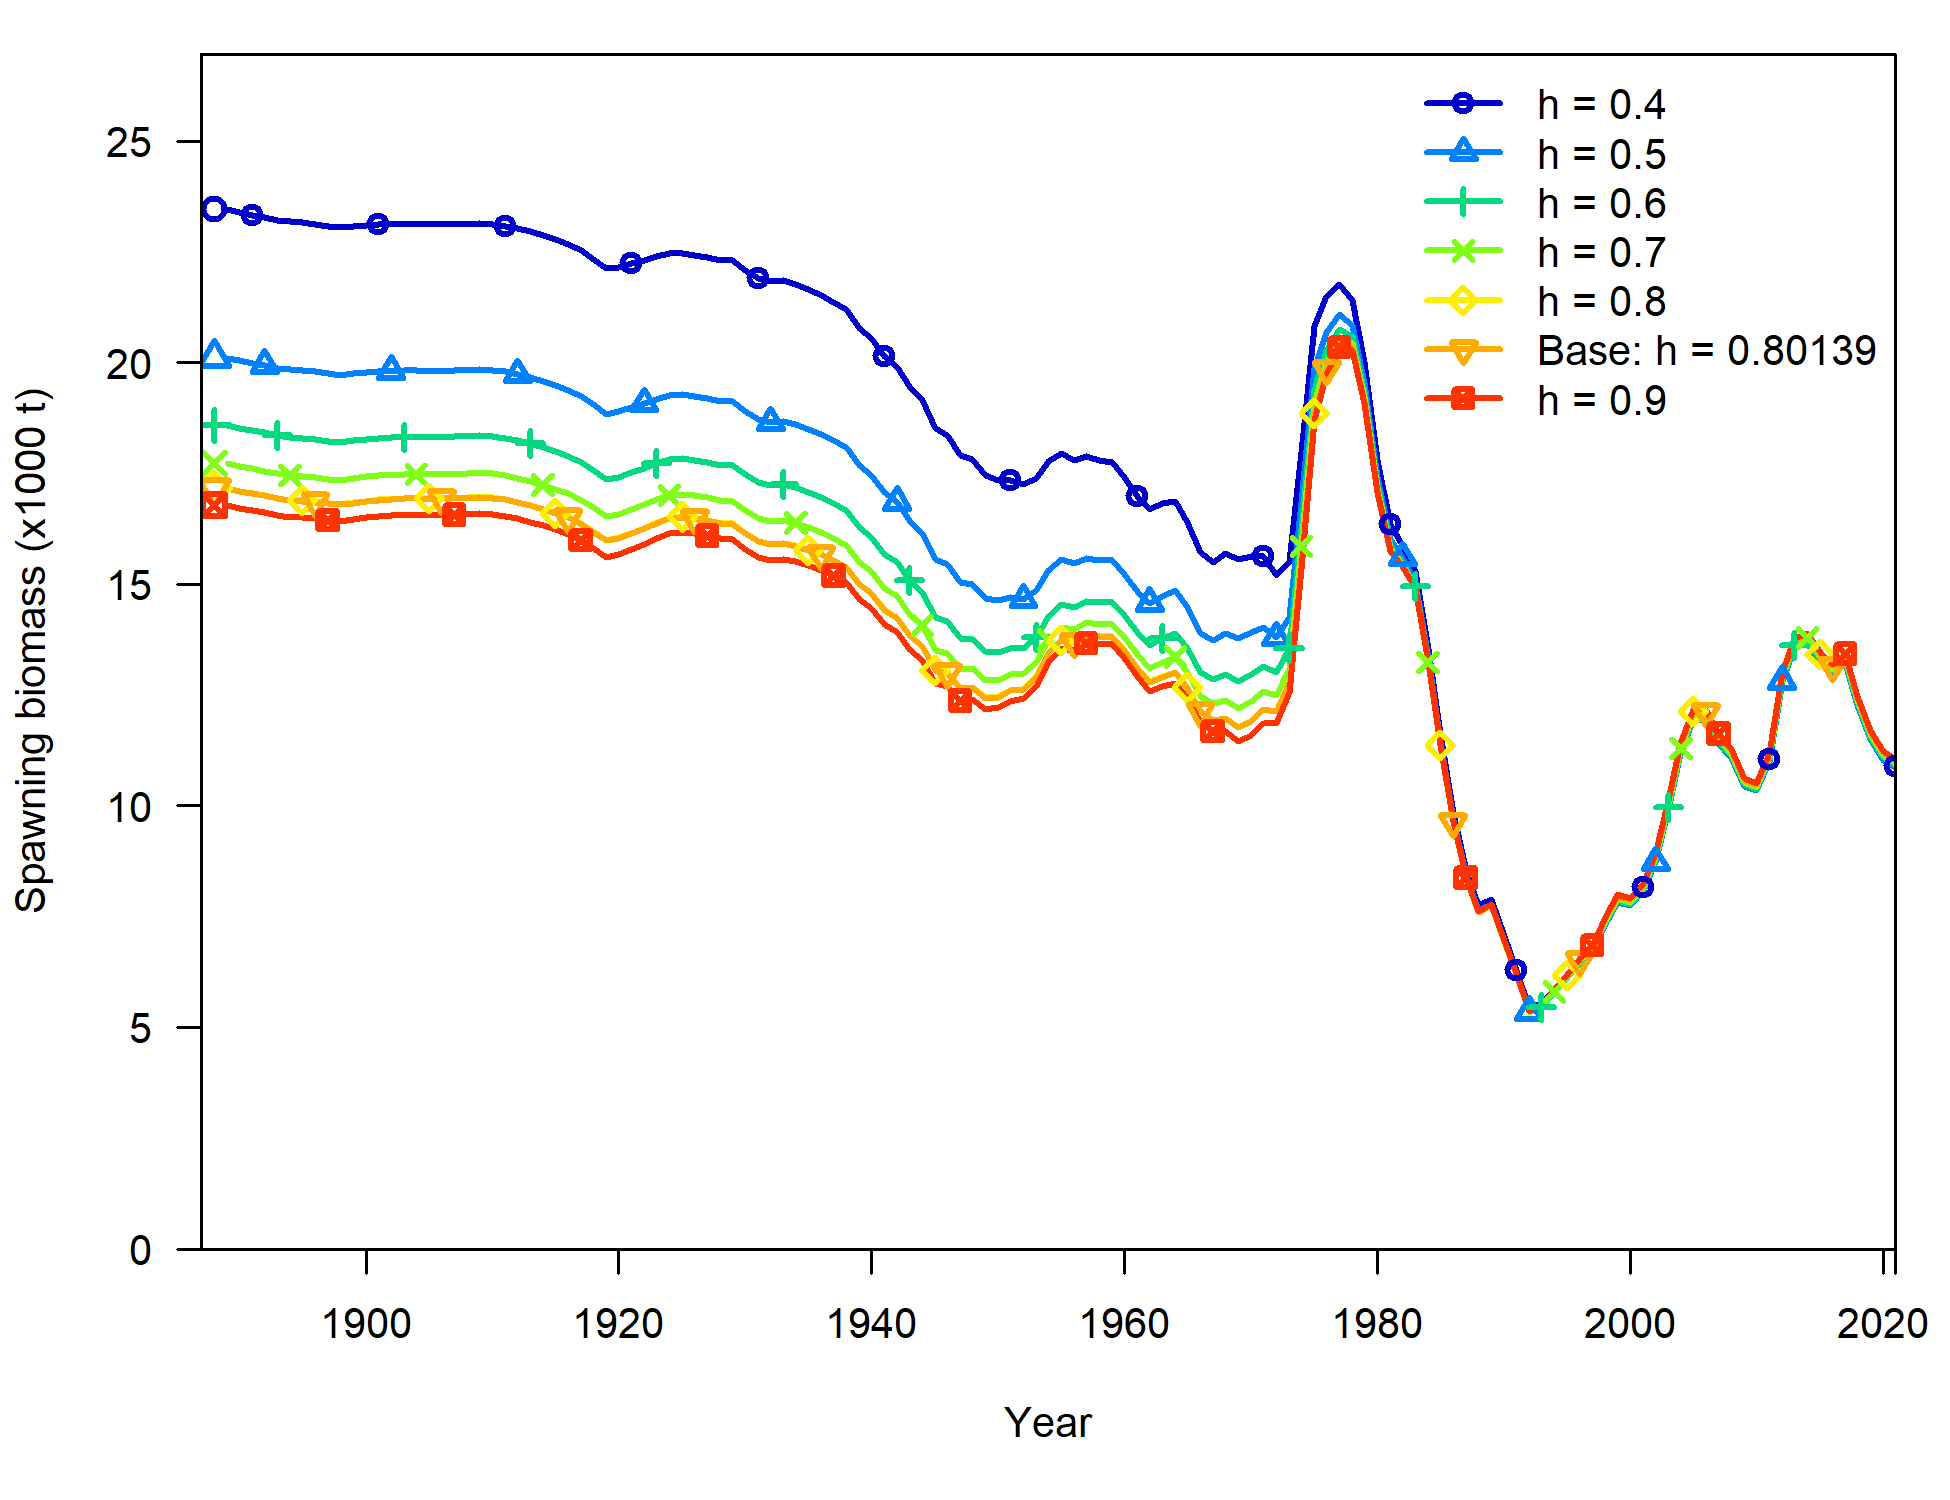 h = 0.4
h = 0.5
h = 0.6
h = 0.7
h = 0.8
Base: h = 0.80139
h = 0.9
25
20
15
10
5
0
Spawning biomass (x1000 t)
1900 1920 1940 1960 1980 2000 2020
Year